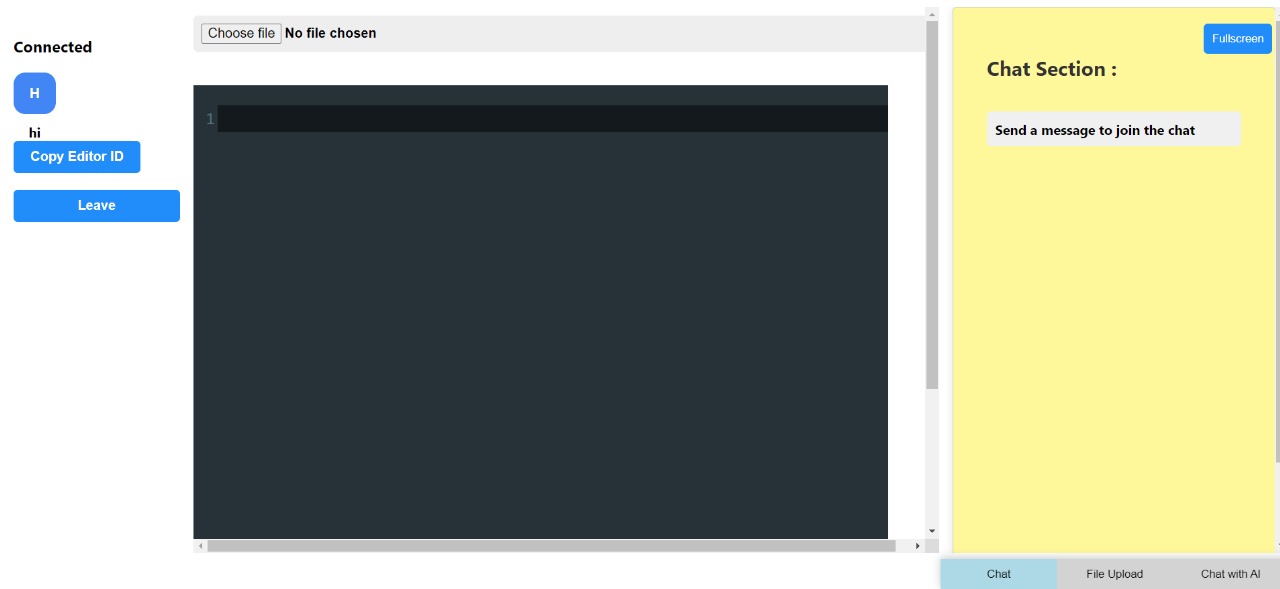 Connected
H
hi
Copy Editor ID
Leave
Choose file No file chosen
1
Fullscreen
Chat Section :
Send a message to join the chat
Chat
File Upload
Chat with AI